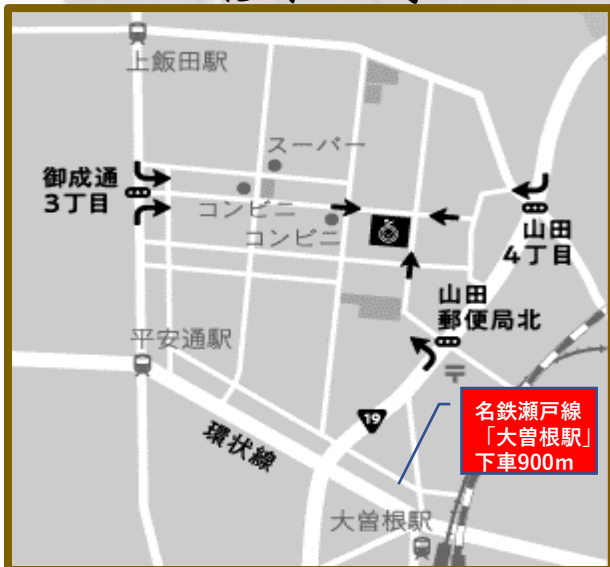 上飯田駅
スーパー
御成通
3丁目
コンビニ
コンビニ
山田
4丁目
山田
郵便局北
平安通駅
〒
19
名鉄瀬戸線
「大曽根駅」
下車900m
環状線
大曽根駅